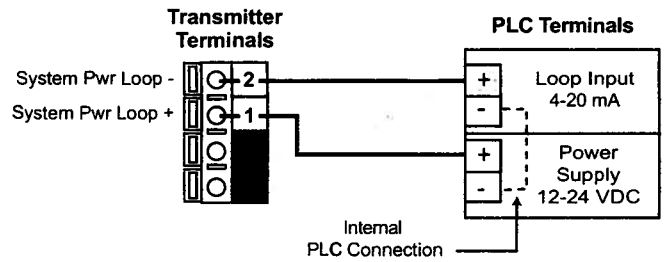 Transmitter
Terminals
PLC Terminals
System Pwr Loop -
2
+
Loop Input
4-20 mA
System Pwr Loop +
1
-
+
Power
Supply
12-24 VDC
-
Internal
PLC Connection